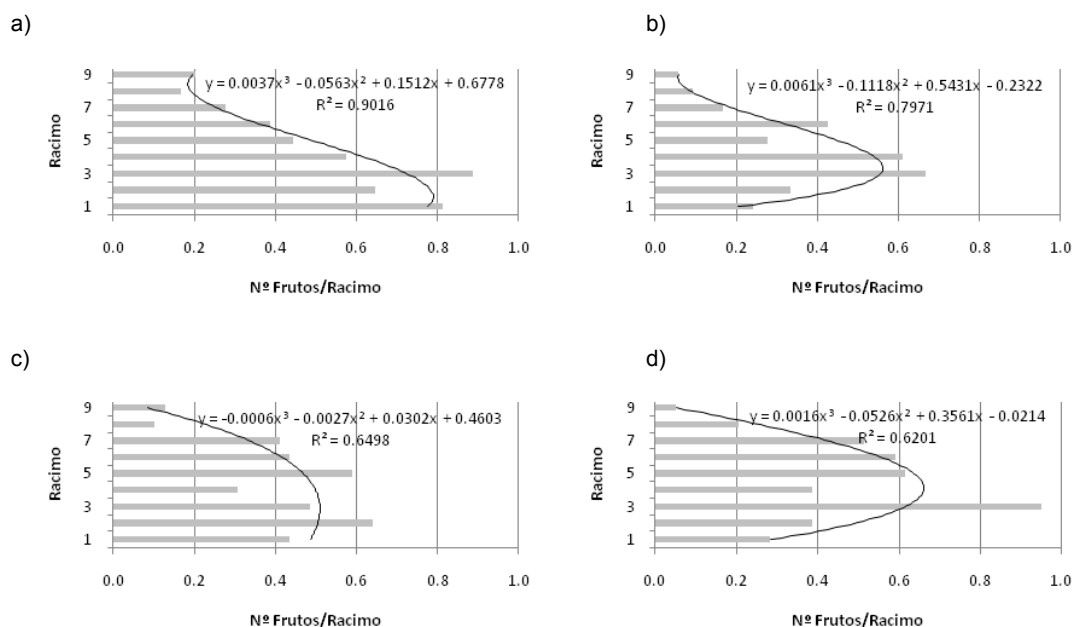 a)
9
7
5
3
1
Racimo
y = 0.0037x³ - 0.0563x² + 0.1512x + 0.6778
R² = 0.9016
0.0 0.2 0.4 0.6 0.8 1.0
Nº Frutos/Racimo
b)
9
7
5
3
1
Racimo
y = 0.0061x³ - 0.1118x² + 0.5431x - 0.2322
R² = 0.7971
0.0 0.2 0.4 0.6 0.8 1.0
Nº Frutos/Racimo
c)
9
7
5
3
1
Racimo
y = -0.0006x³ - 0.0027x² + 0.0302x + 0.4603
R² = 0.6498
0.0 0.2 0.4 0.6 0.8 1.0
Nº Frutos/Racimo
d)
9
7
5
3
1
Racimo
y = 0.0016x³ - 0.0526x² + 0.3561x - 0.0214
R² = 0.6201
0.0 0.2 0.4 0.6 0.8 1.0
Nº Frutos/Racimo